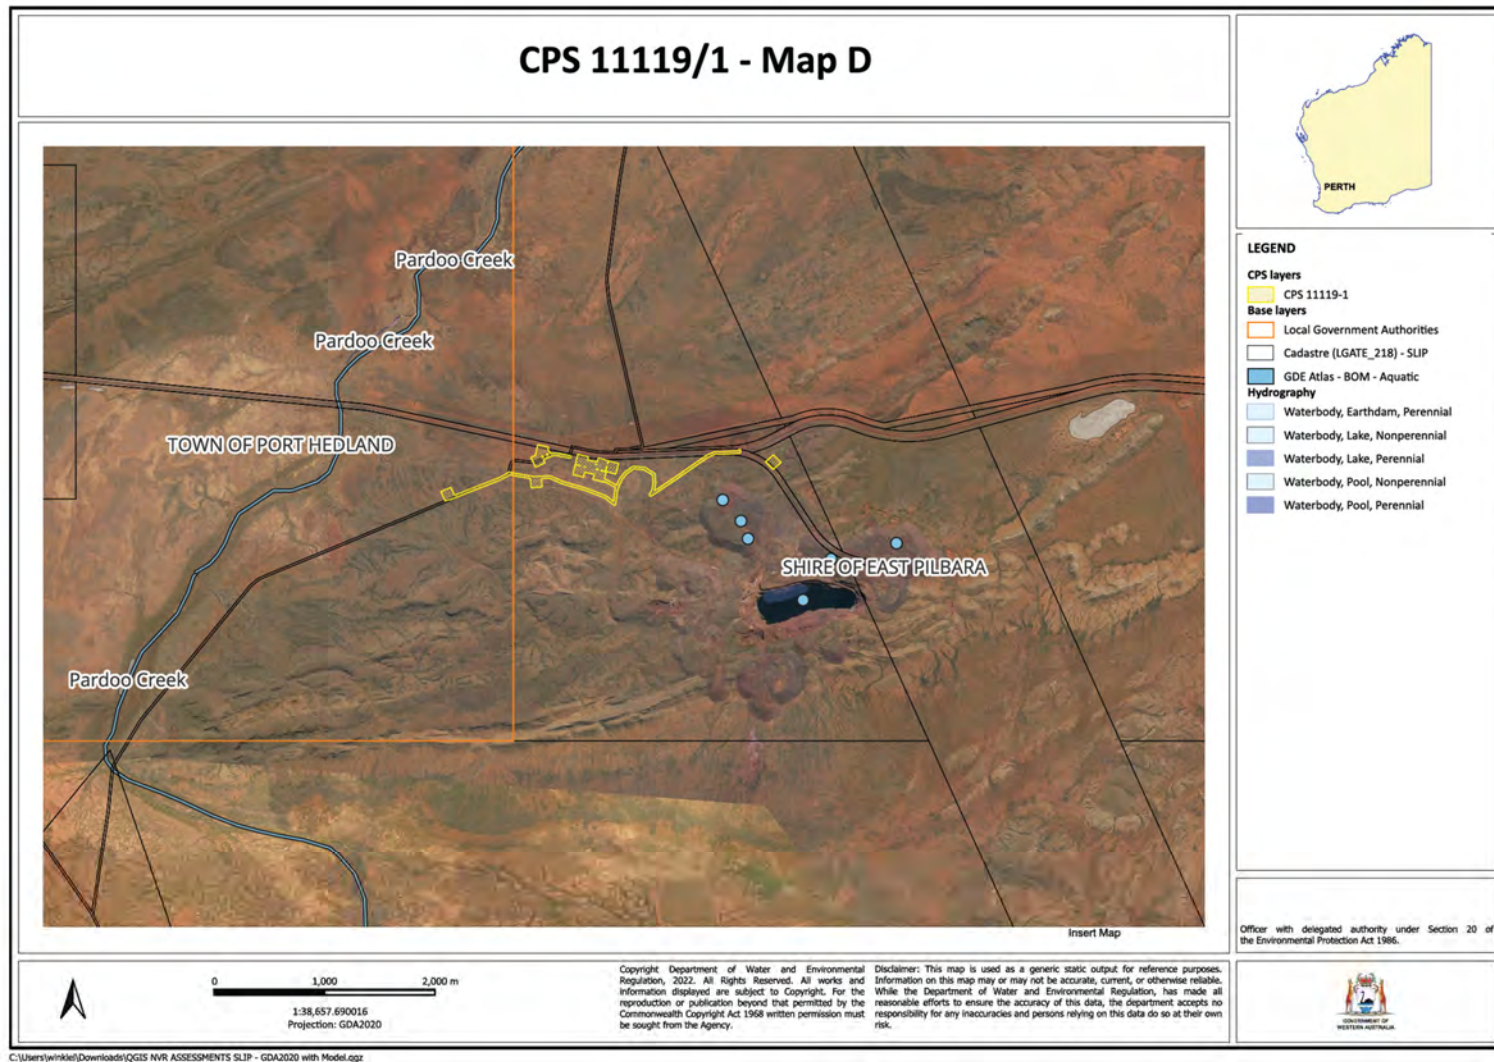 CPS 11119/1 - Map D
PERTH
Pardoo Creek
Pardoo Creek
TOWN OF PORT HEDLAND
SHIRE OF EAST PILBARA
Pardoo Creek
Insert Map
LEGEND
CPS layers
CPS 11119-1
Base layers
Local Government Authorities
Cadastre (LGATE_218) - SLIP
GDE Atlas - BOM - Aquatic
Hydrography
Waterbody, Earthdam, Perennial
Waterbody, Lake, Nonperennial
Waterbody, Lake, Perennial
Waterbody, Pool, Nonperennial
Waterbody, Pool, Perennial
Officer with delegated authority under Section 20 of
the Environmental Protection Act 1986.
0 1,000 2,000 m
1:38,657.690016
Projection: GDA2020
Copyright Department of Water and Environmental
Regulation, 2022. All Rights Reserved. All works and
information displayed are subject to Copyright. For the
reproduction or publication beyond that permitted by the
Commonwealth Copyright Act 1968 written permission must
be sought from the Agency.
Disclaimer: This map is used as a generic static output for reference purposes.
Information on this map may or may not be accurate, current, or otherwise reliable.
While the Department of Water and Environmental Regulation, has made all
reasonable efforts to ensure the accuracy of this data, the department accepts no
responsibility for any inaccuracies and persons relying on this data do so at their own
risk.
GOVERNMENT OF
WESTERN AUSTRALIA
C:\Users\winkiel\Downloads\QGIS NVR ASSESSMENTS SLIP - GDA2020 with Model.qgz